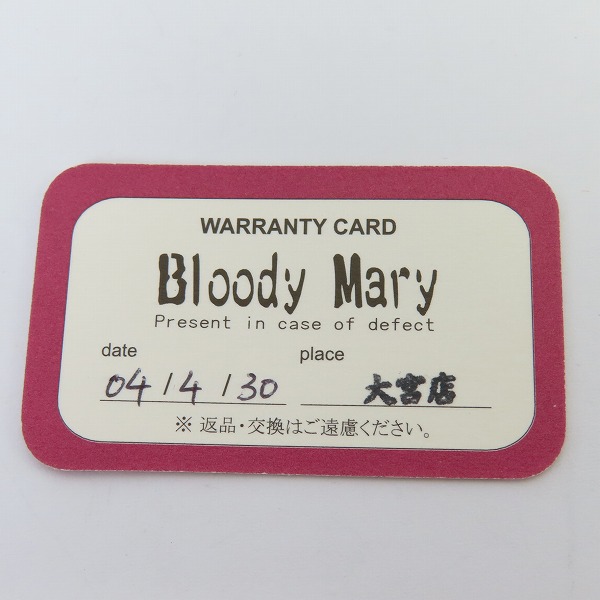 WARRANTY CARD
Bloody Mary
Present in case of defect
date place
04/4/30 大宮店
※ 返品・交換はご遠慮ください。